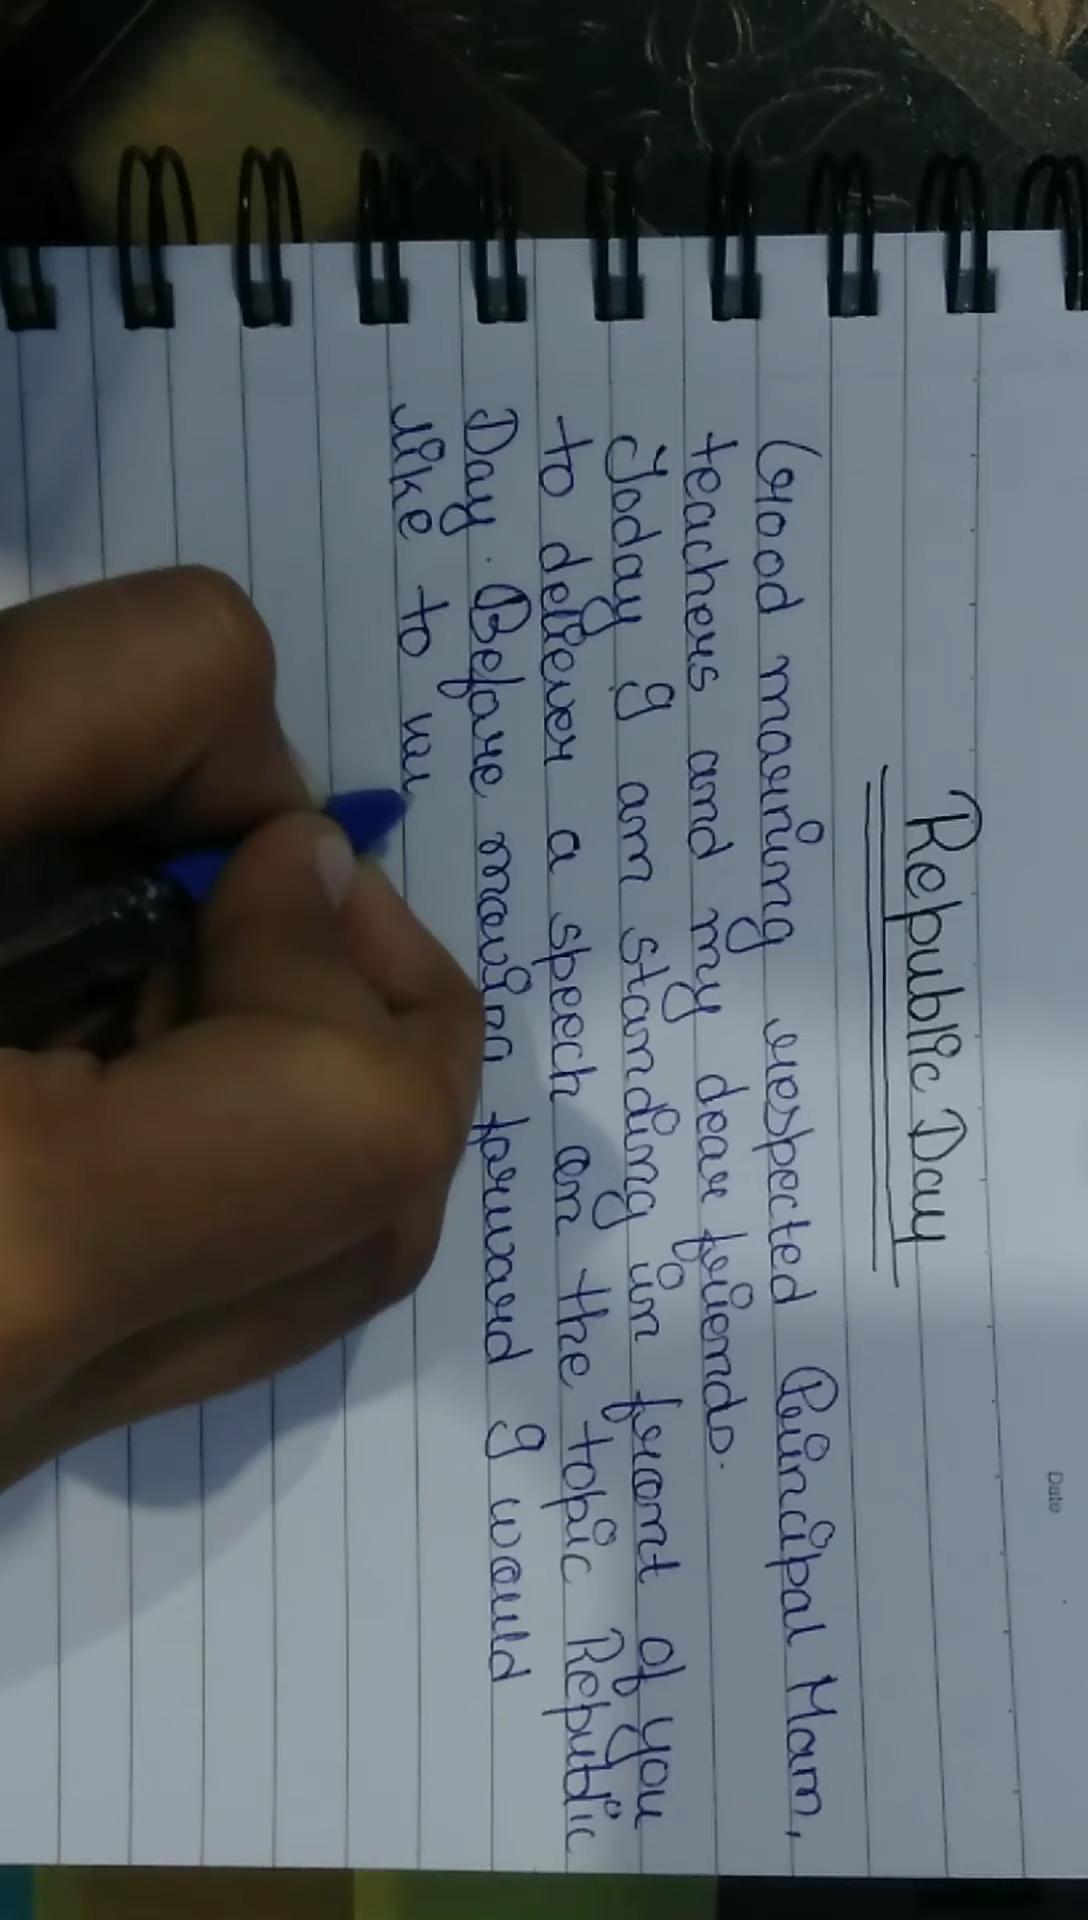 Date
Republic Day
Good morning respected Principal Mam,
teachers and my dear friends.
Today I am standing in front of you
to deliever a speech on the topic Republic
Day. Before moving forward I would
like to